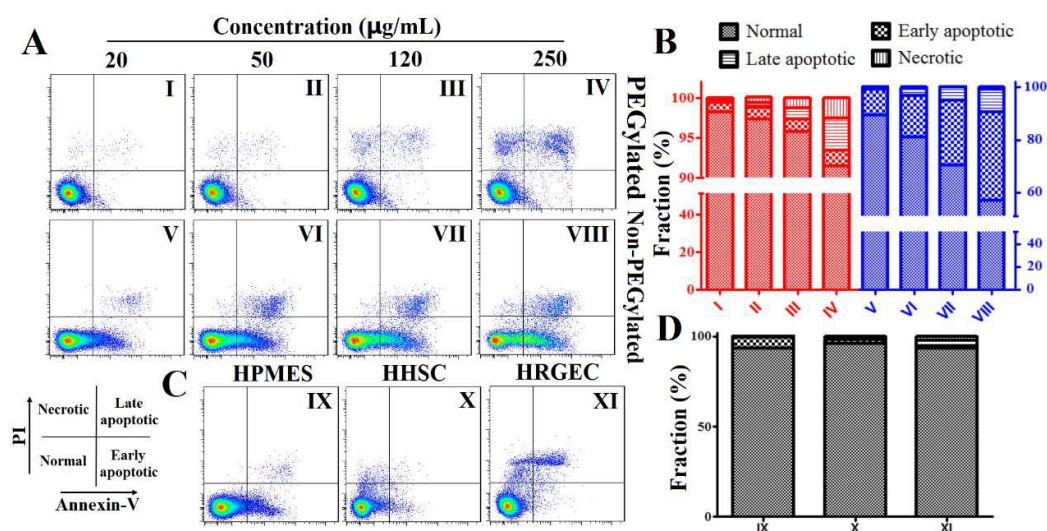 A
Concentration (µg/mL)
20 50 120 250
I II III IV
V VI VII VIII
PEGylated Non-PEGylated
B
Normal Early apoptotic
Late apoptotic Necrotic
Fraction (%)
100
95
90
40
20
0
100
80
60
40
20
0
I II III IV V VI VII VIII
C
HPMES HHSC HRGEC
IX X XI
PI
Necrotic Late apoptotic
Normal Early apoptotic
Annexin-V
D
Fraction (%)
100
50
0
IX X XI